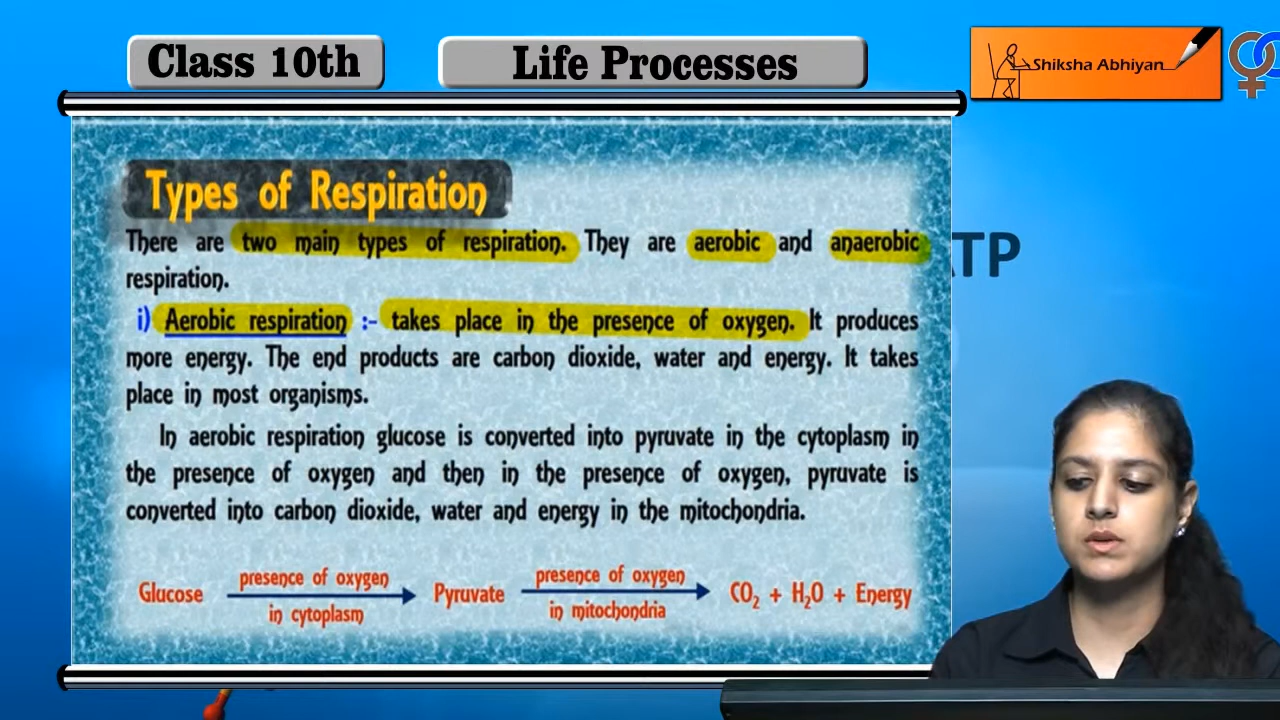 Class 10th
Life Processes
Shiksha Abhiyan
Types of Respiration
There are two main types of respiration. They are aerobic and anaerobic
respiration.
i) Aerobic respiration :- takes place in the presence of oxygen. It produces
more energy. The end products are carbon dioxide, water and energy. It takes
place in most organisms.
In aerobic respiration glucose is converted into pyruvate in the cytoplasm in
the presence of oxygen and then in the presence of oxygen, pyruvate is
converted into carbon dioxide, water and energy in the mitochondria.
Glucose presence of oxygen in cytoplasm Pyruvate presence of oxygen in mitochondria CO₂ + H₂O + Energy